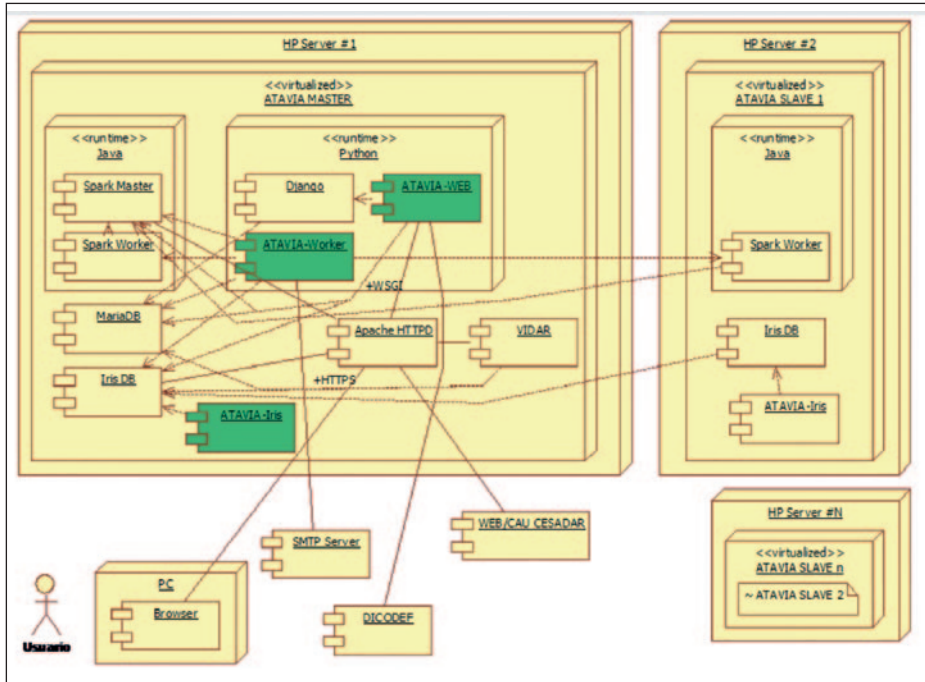 HP Server #1
<<virtualized>>
ATAVIA MASTER
<<runtime>>
Java
Spark Master
Spark Worker
<<runtime>>
Python
Django
ATAVIA-WEB
ATAVIA-Worker
+WSGI
MariaDB
Apache HTTPD
VIDAR
Iris DB
+HTTPS
ATAVIA-Iris
HP Server #2
<<virtualized>>
ATAVIA SLAVE 1
<<runtime>>
Java
Spark Worker
Iris DB
ATAVIA-Iris
HP Server #N
<<virtualized>>
ATAVIA SLAVE n
~ ATAVIA SLAVE 2
WEB/CAU CESADAR
SMTP Server
PC
Browser
DICODEF
Usuario